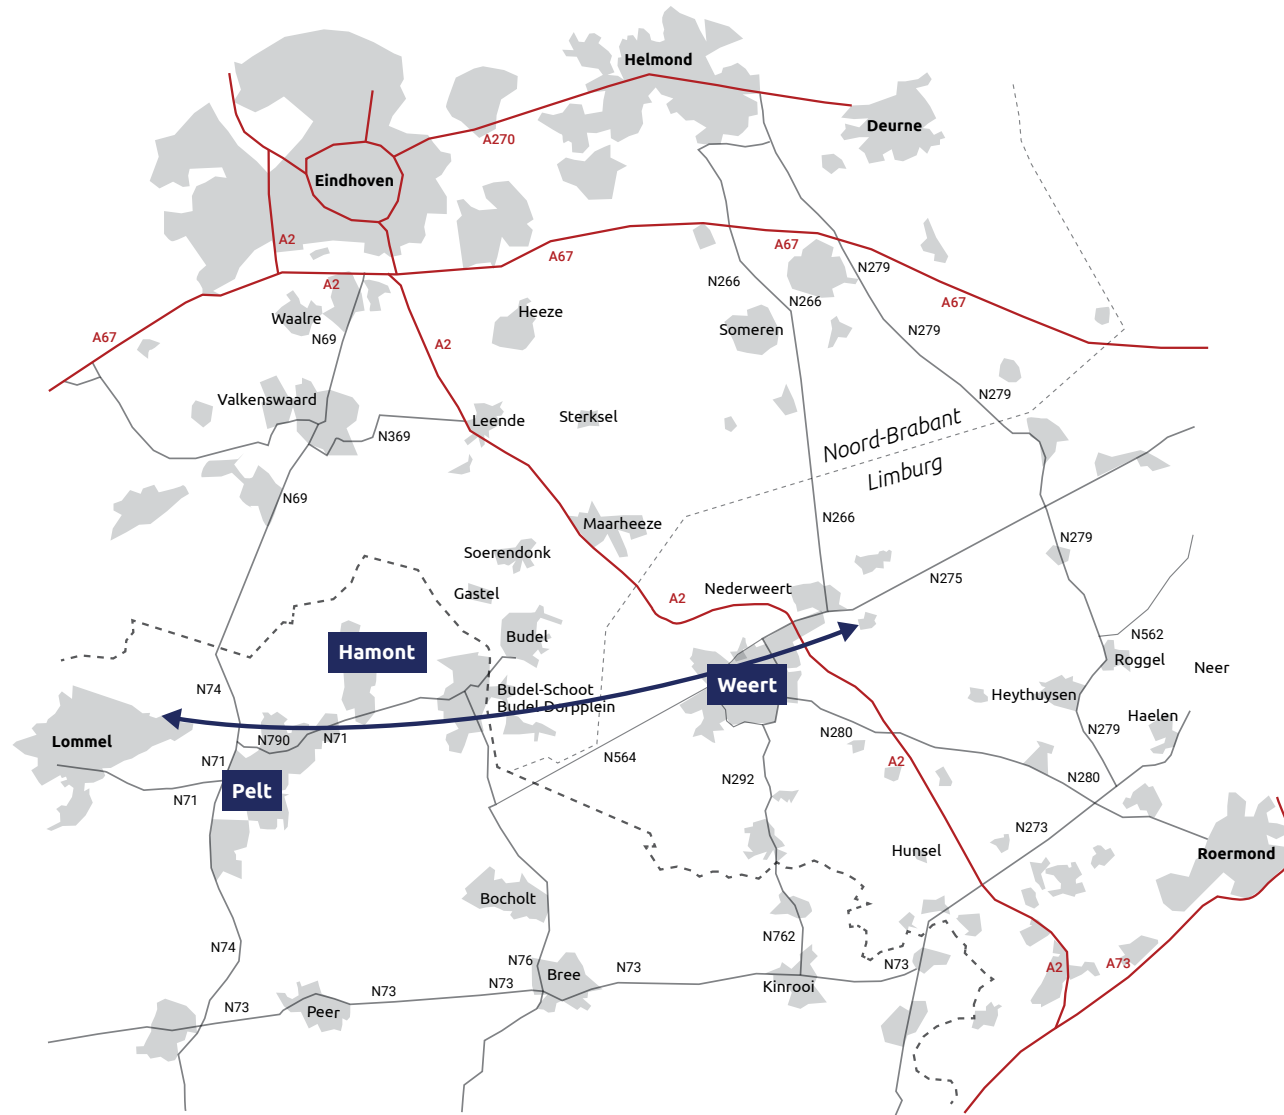 Helmond
Deurne
A270
Eindhoven
A2
A67
A67
N279
A2
N266
A67
N266
Heeze
Waalre
Someren
N279
A67
N69
A2
N279
Valkenswaard
Sterksel
Leende
Noord-Brabant
N369
Limburg
N69
N266
Maarheeze
N279
Soerendonk
N275
Nederweert
Gastel
A2
N562
Budel
Hamont
Roggel
Neer
Weert
N74
Budel-Schoot
Heythuysen
Budel-Dorpplein
Haelen
N279
N280
Lommel
N790
N71
N564
N71
A2
N292
N280
Pelt
N71
N273
Hunsel
Roermond
Bocholt
N762
N74
N76
N73
N73
A2
A73
Bree
N73
N73
Kinrooi
N73
N73
Peer